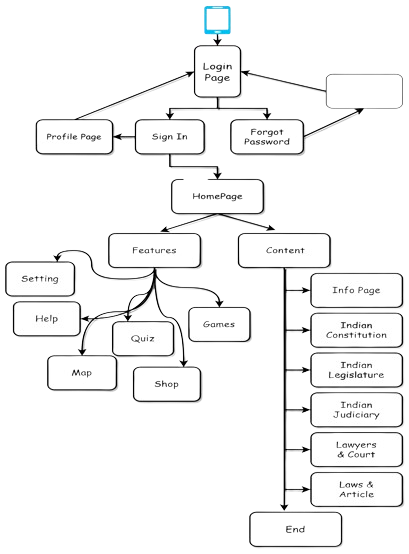 Login
Page
Profile Page
Sign In
Forgot
Password
HomePage
Features
Content
Setting
Help
Map
Quiz
Shop
Games
Info Page
Indian
Constitution
Indian
Legislature
Indian
Judiciary
Lawyers
& Court
Laws &
Article
End